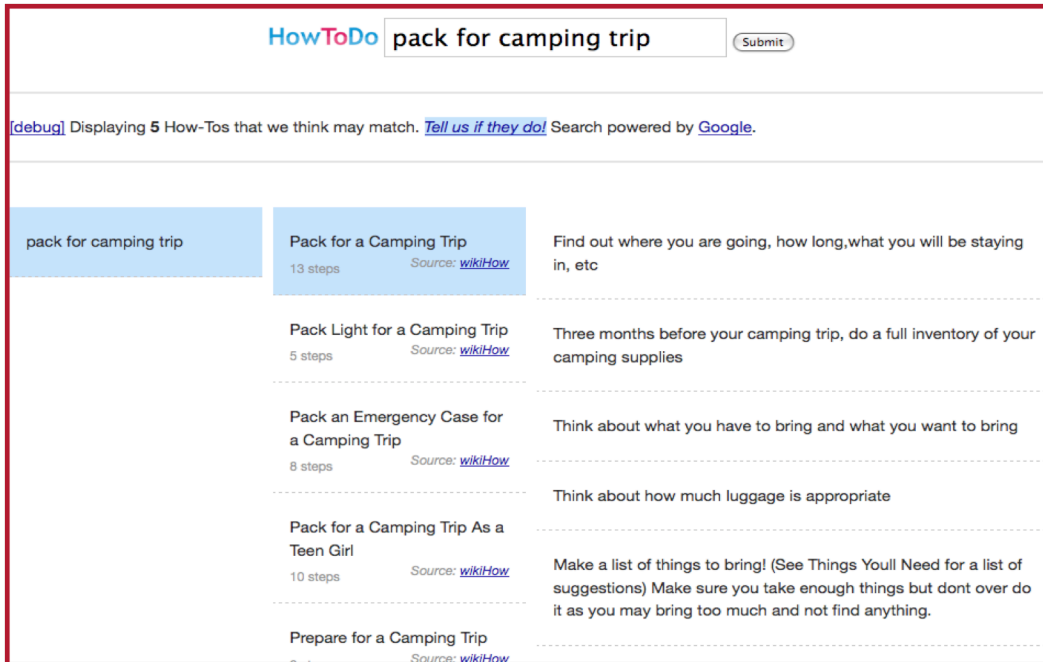 HowToDo pack for camping trip Submit
[debug] Displaying 5 How-Tos that we think may match. Tell us if they do! Search powered by Google.
pack for camping trip
Pack for a Camping Trip
13 steps Source: wikiHow
Pack Light for a Camping Trip
5 steps Source: wikiHow
Pack an Emergency Case for
a Camping Trip
8 steps Source: wikiHow
Pack for a Camping Trip As a
Teen Girl
10 steps Source: wikiHow
Prepare for a Camping Trip
Source: wikiHow
Find out where you are going, how long,what you will be staying
in, etc
Three months before your camping trip, do a full inventory of your
camping supplies
Think about what you have to bring and what you want to bring
Think about how much luggage is appropriate
Make a list of things to bring! (See Things Youll Need for a list of
suggestions) Make sure you take enough things but dont over do
it as you may bring too much and not find anything.